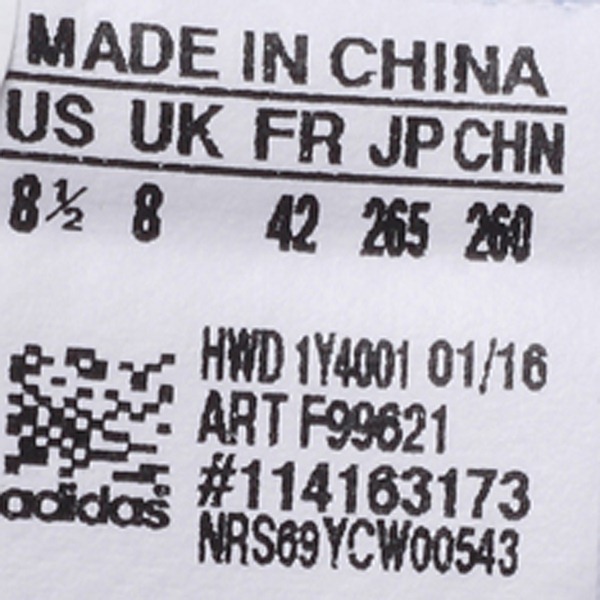 MADE IN CHINA
US UK FR JP CHN
8½ 8 42 265 260
HWD 1Y4001 01/16
ART F99621
#114163173
adidas
NRS69YCW00543